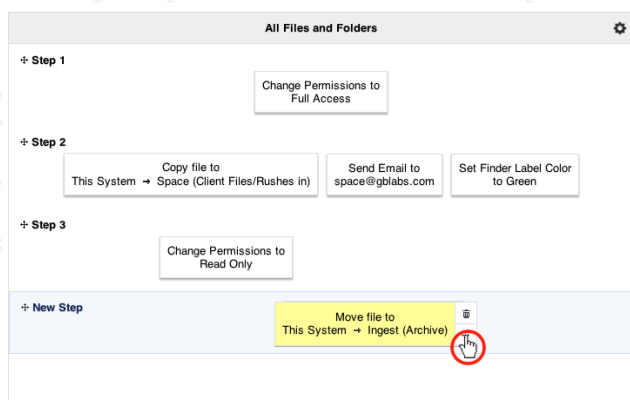 All Files and Folders
Step 1
Change Permissions to
Full Access
Step 2
Copy file to
This System → Space (Client Files/Rushes in)
Send Email to
space@gblabs.com
Set Finder Label Color
to Green
Step 3
Change Permissions to
Read Only
New Step
Move file to
This System → Ingest (Archive)